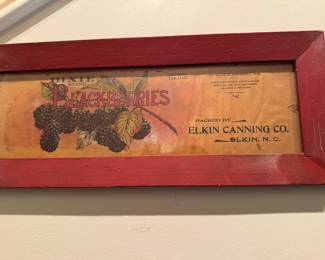 DIXIE
BLACKBERRIES
PACKED BY
ELKIN CANNING CO.
ELKIN, N. C.